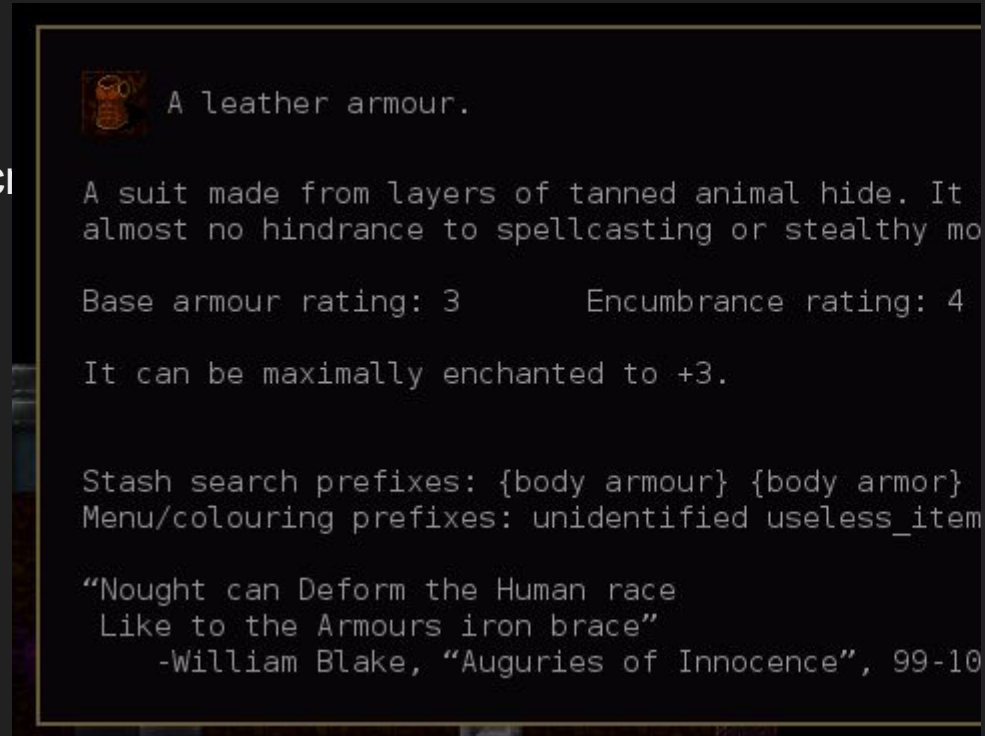 A leather armour.
A suit made from layers of tanned animal hide. It
almost no hindrance to spellcasting or stealthy mo
Base armour rating: 3 Encumbrance rating: 4
It can be maximally enchanted to +3.
Stash search prefixes: {body armour} {body armor}
Menu/colouring prefixes: unidentified useless_item
“Nought can Deform the Human race
Like to the Armours iron brace”
-William Blake, “Auguries of Innocence”, 99-10